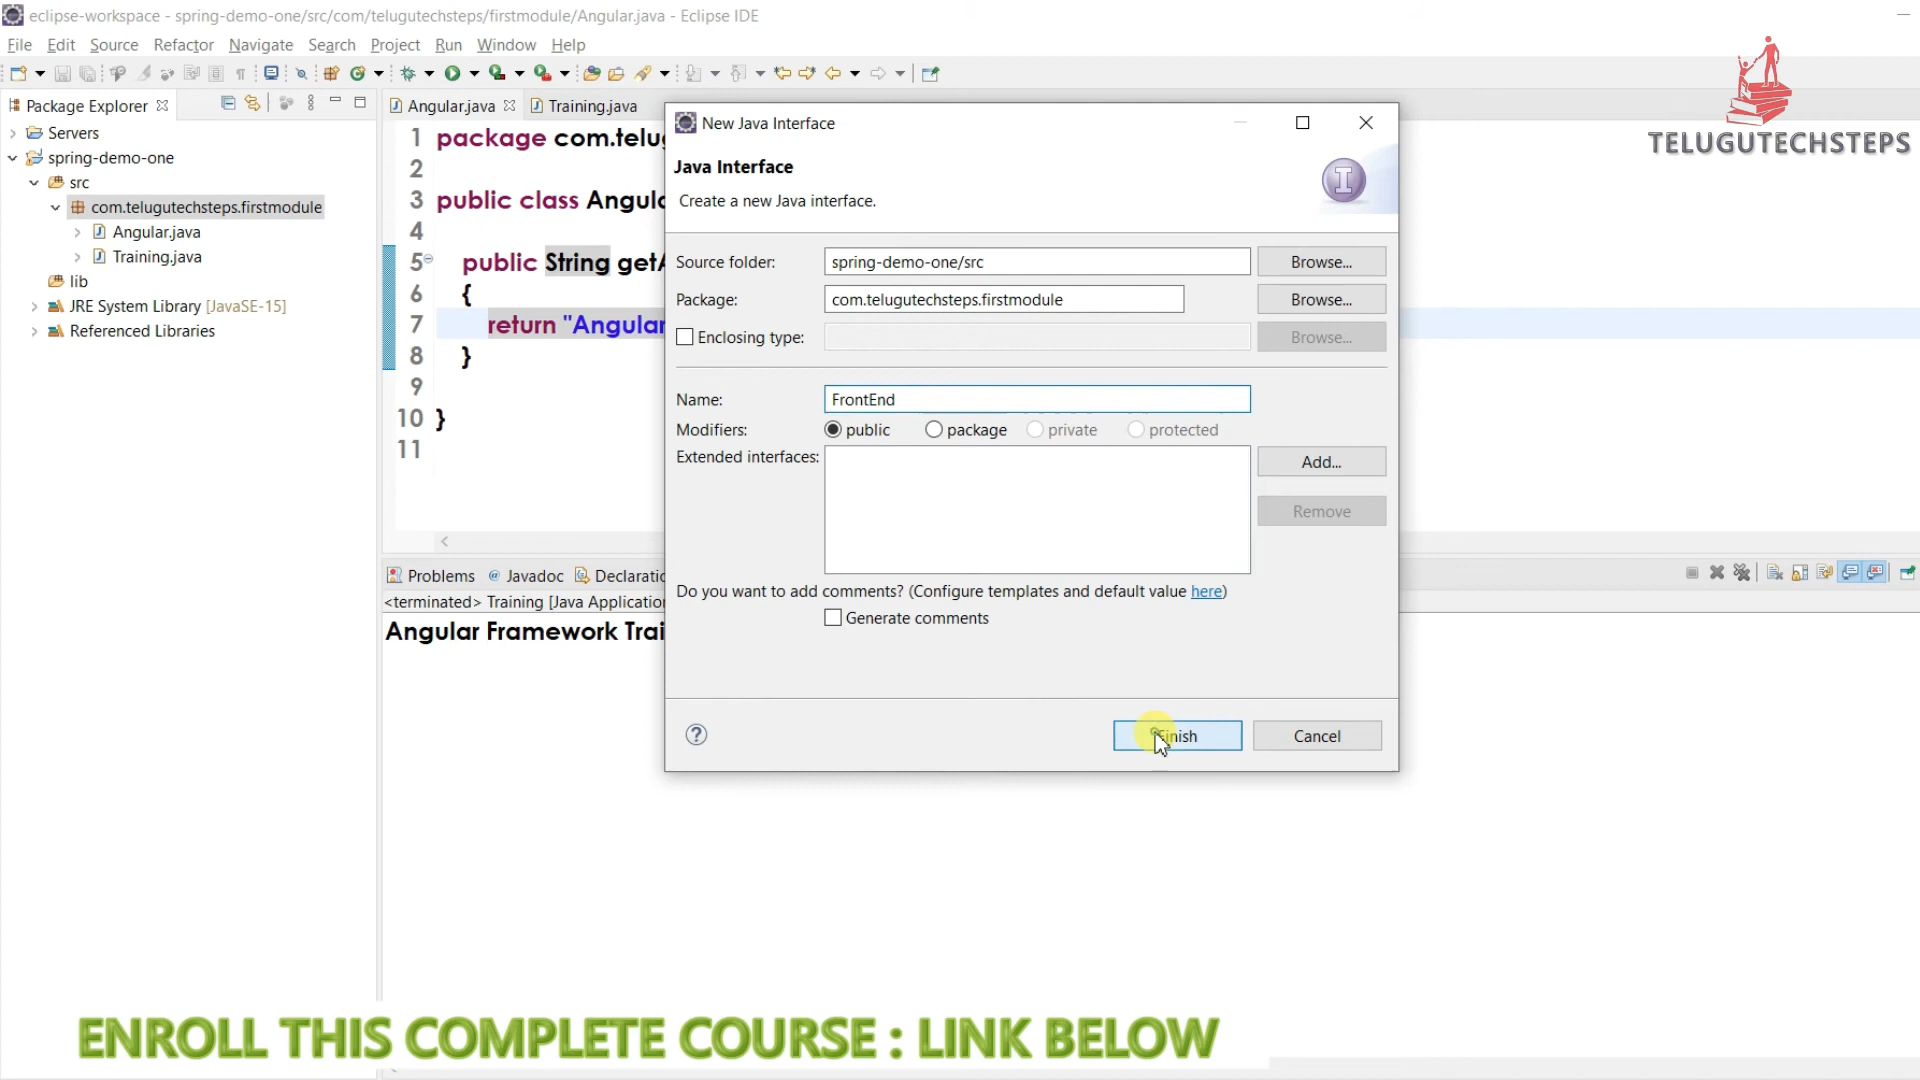 eclipse-workspace - spring-demo-one/src/com/telugutechsteps/firstmodule/Angular.java - Eclipse IDE
File Edit Source Refactor Navigate Search Project Run Window Help
TELUGUTECHSTEPS
Package Explorer
Servers
spring-demo-one
src
com.telugutechsteps.firstmodule
Angular.java
Training.java
lib
JRE System Library [JavaSE-15]
Referenced Libraries
Angular.java Training.java
1 package com.telug
2
3 public class Angula
4
5 public String getA
6 {
7 return "Angular
8 }
9
10 }
11
Problems @ Javadoc Declaratio
<terminated> Training [Java Application
Angular Framework Trai
New Java Interface
Java Interface
Create a new Java interface.
Source folder: spring-demo-one/src Browse...
Package: com.telugutechsteps.firstmodule Browse...
Enclosing type: Browse...
Name: FrontEnd
Modifiers: public package private protected
Extended interfaces: Add...
Remove
Do you want to add comments? (Configure templates and default value here)
Generate comments
? Finish Cancel
ENROLL THIS COMPLETE COURSE : LINK BELOW